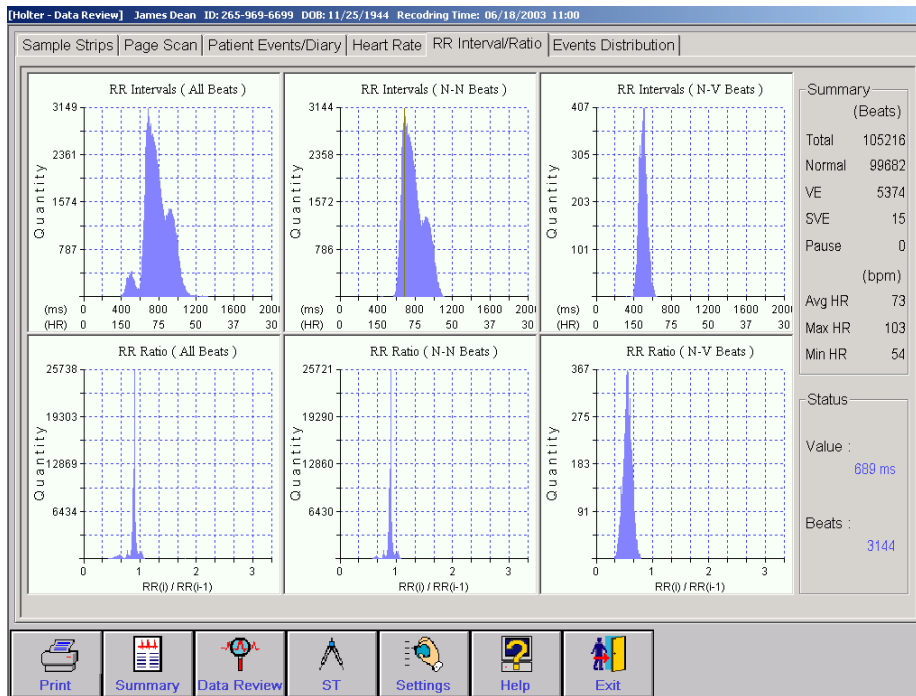 [Holter - Data Review] James Dean ID: 265-969-6699 DOB: 11/25/1944 Recodring Time: 06/18/2003 11:00
Sample Strips Page Scan Patient Events/Diary Heart Rate RR Interval/Ratio Events Distribution
RR Intervals ( All Beats )
3149
2361
1574
787
Quantity
(ms) 0 400 800 1200 1600 200
(HR) 0 150 75 50 37 30
RR Intervals ( N-N Beats )
3144
2358
1572
786
Quantity
(ms) 0 400 800 1200 1600 200
(HR) 0 150 75 50 37 30
RR Intervals ( N-V Beats )
407
305
203
101
Quantity
(ms) 0 400 800 1200 1600 200
(HR) 0 150 75 50 37 30
RR Ratio ( All Beats )
25738
19303
12869
6434
Quantity
0 1 2 3
RR(i) / RR(i-1)
RR Ratio ( N-N Beats )
25721
19290
12860
6430
Quantity
0 1 2 3
RR(i) / RR(i-1)
RR Ratio ( N-V Beats )
367
275
183
91
Quantity
0 1 2 3
RR(i) / RR(i-1)
Summary
(Beats)
Total 105216
Normal 99682
VE 5374
SVE 15
Pause 0
(bpm)
Avg HR 73
Max HR 103
Min HR 54
Status
Value :
689 ms
Beats :
3144
Print Summary Data Review ST Settings Help Exit